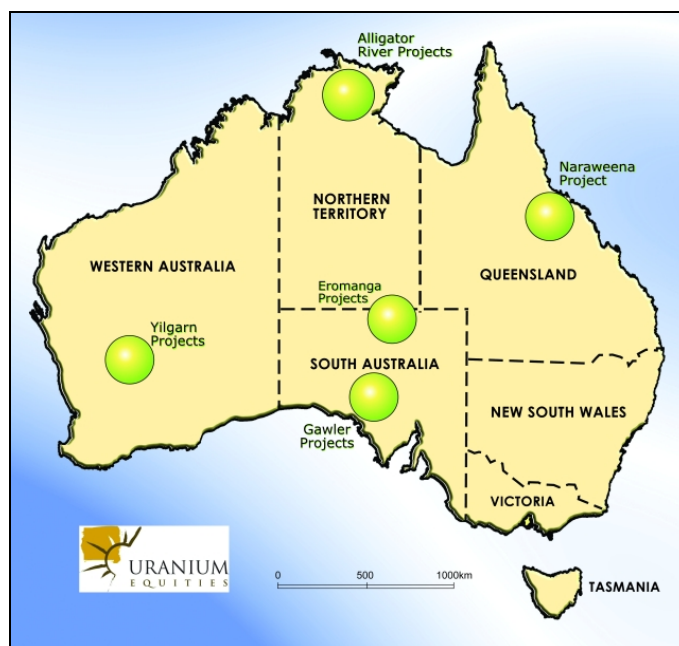 Alligator
River Projects
Naraweena
Project
NORTHERN
TERRITORY
WESTERN AUSTRALIA
QUEENSLAND
Eromanga
Projects
Yilgarn
Projects
SOUTH AUSTRALIA
NEW SOUTH WALES
Gawler
Projects
VICTORIA
URANIUM
EQUITIES
0 500 1000km
TASMANIA